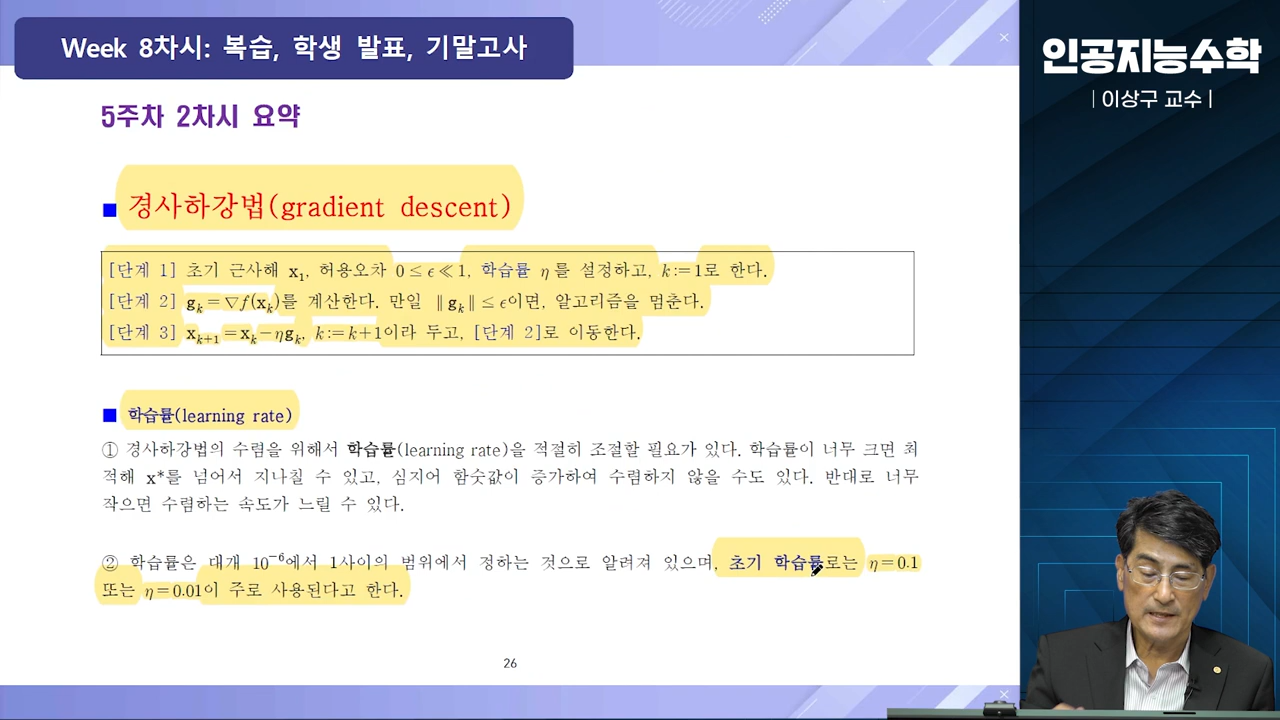 Week 8차시: 복습, 학생 발표, 기말고사
인공지능수학
| 이상구 교수 |
5주차 2차시 요약
■ 경사하강법(gradient descent)
[단계 1] 초기 근사해 x₁, 허용오차 0≤ϵ≪1, 학습률 η를 설정하고, k:=1로 한다.
[단계 2] gₖ=∇f(xₖ)를 계산한다. 만일 ∥gₖ∥≤ϵ이면, 알고리즘을 멈춘다.
[단계 3] xₖ₊₁=xₖ−ηgₖ, k:=k+1이라 두고, [단계 2]로 이동한다.
■ 학습률(learning rate)
① 경사하강법의 수렴을 위해서 학습률(learning rate)을 적절히 조절할 필요가 있다. 학습률이 너무 크면 최
적해 x*를 넘어서 지나칠 수 있고, 심지어 함숫값이 증가하여 수렴하지 않을 수도 있다. 반대로 너무
작으면 수렴하는 속도가 느릴 수 있다.
② 학습률은 대개 10⁻⁶에서 1사이의 범위에서 정하는 것으로 알려져 있으며, 초기 학습률로는 η=0.1
또는 η=0.01이 주로 사용된다고 한다.
26